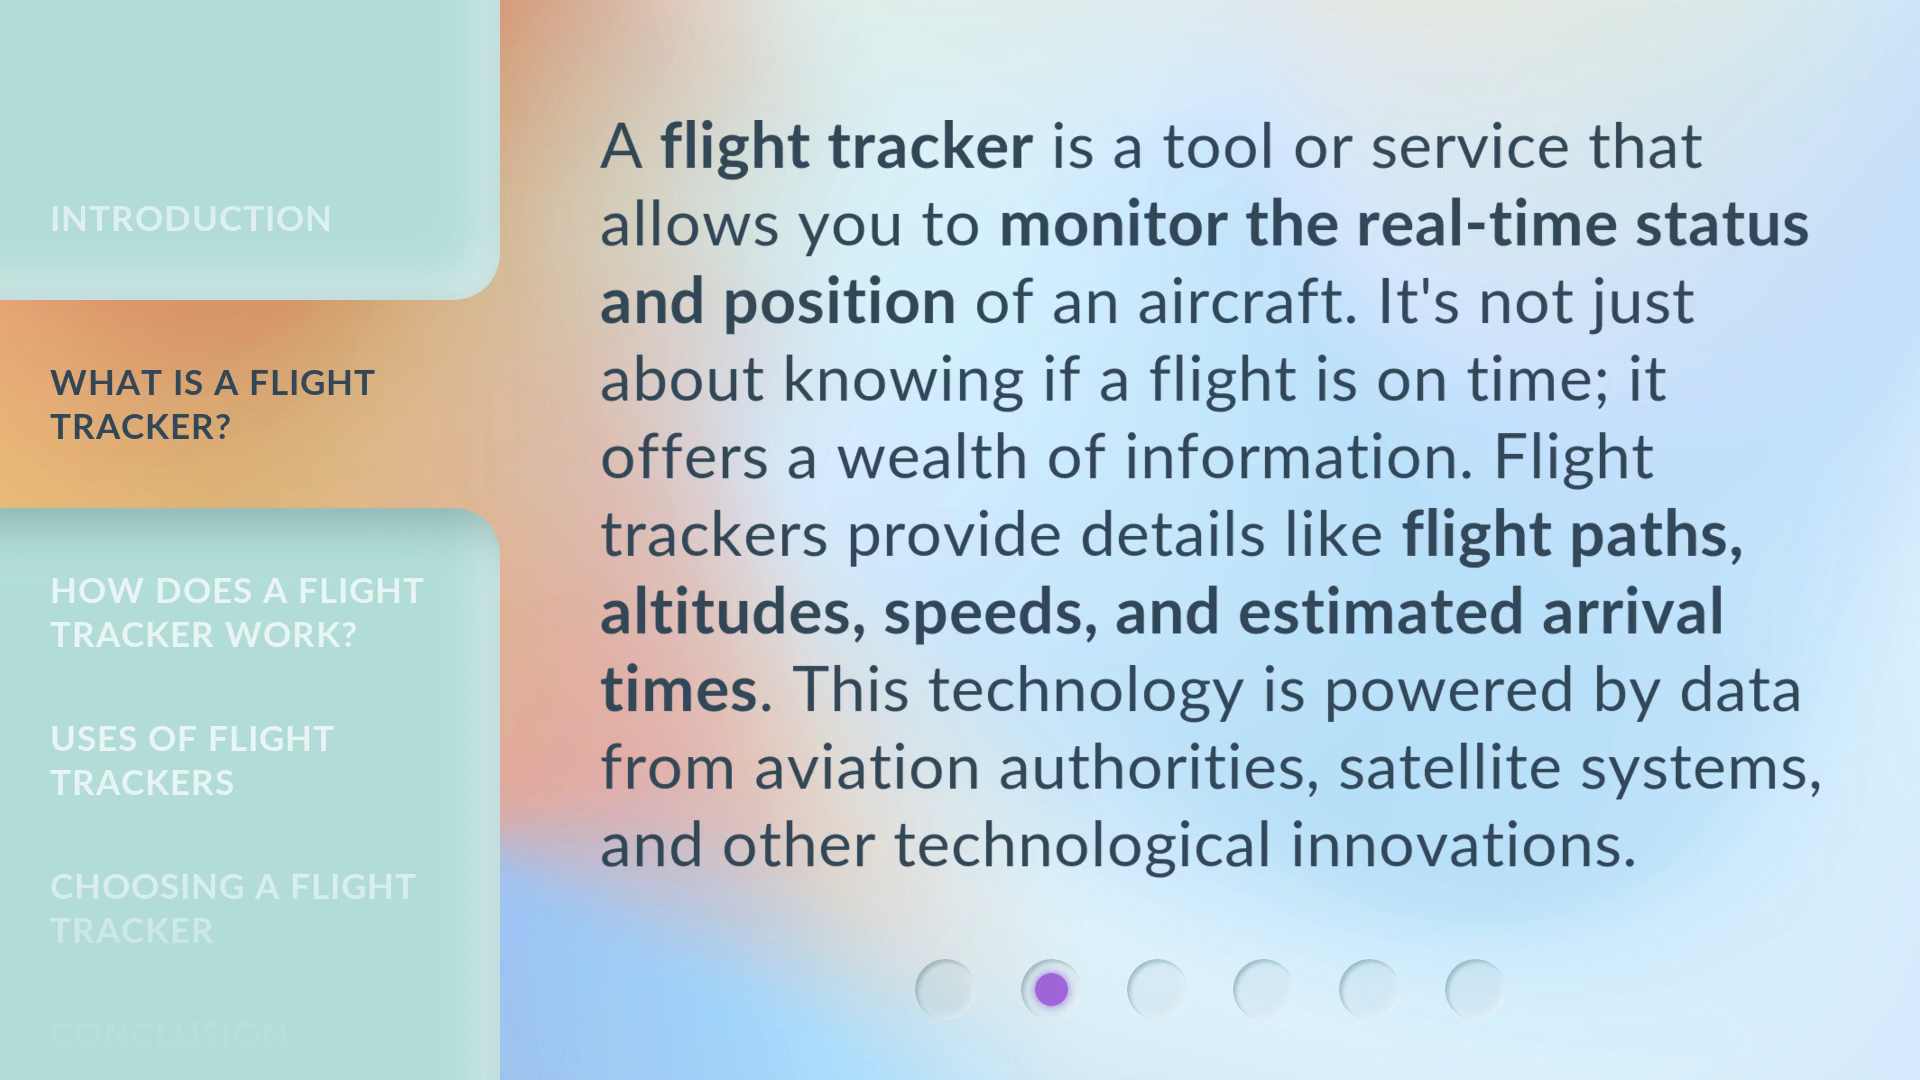 INTRODUCTION
WHAT IS A FLIGHT
TRACKER?
HOW DOES A FLIGHT
TRACKER WORK?
USES OF FLIGHT
TRACKERS
CHOOSING A FLIGHT
TRACKER
CONCLUSION
A flight tracker is a tool or service that
allows you to monitor the real-time status
and position of an aircraft. It's not just
about knowing if a flight is on time; it
offers a wealth of information. Flight
trackers provide details like flight paths,
altitudes, speeds, and estimated arrival
times. This technology is powered by data
from aviation authorities, satellite systems,
and other technological innovations.